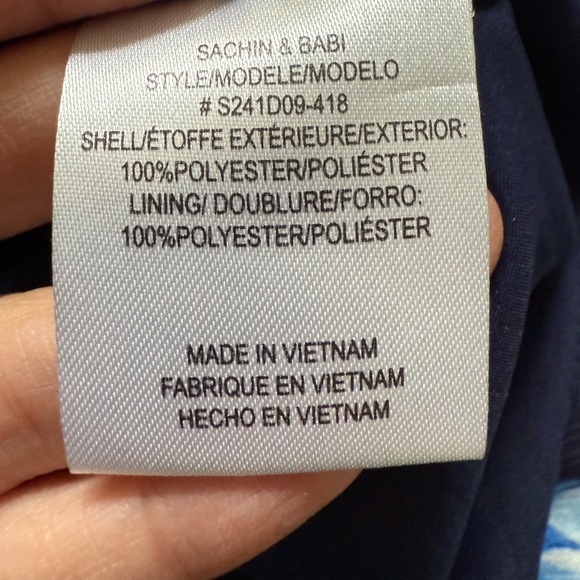 SACHIN & BABI
STYLE/MODELE/MODELO
# S241D09-418
SHELL/ÉTOFFE EXTÉRIEURE/EXTERIOR:
100%POLYESTER/POLIÉSTER
LINING/ DOUBLURE/FORRO:
100%POLYESTER/POLIÉSTER
MADE IN VIETNAM
FABRIQUE EN VIETNAM
HECHO EN VIETNAM